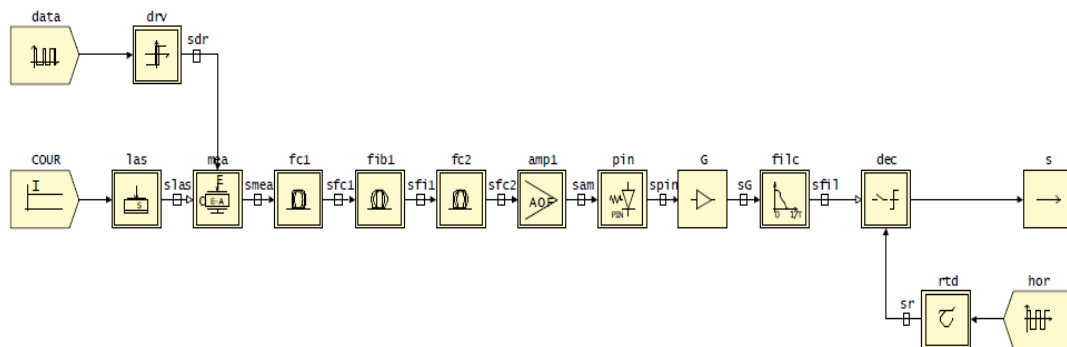 data drv
sdr
COUR las mea fc1 fib1 fc2 amp1 pin G filc dec s
I slas E smea sfc1 sfi1 sfc2 sam spin sG sfil
S C E-A AOF PIN 0 1/T
rtd hor
sr